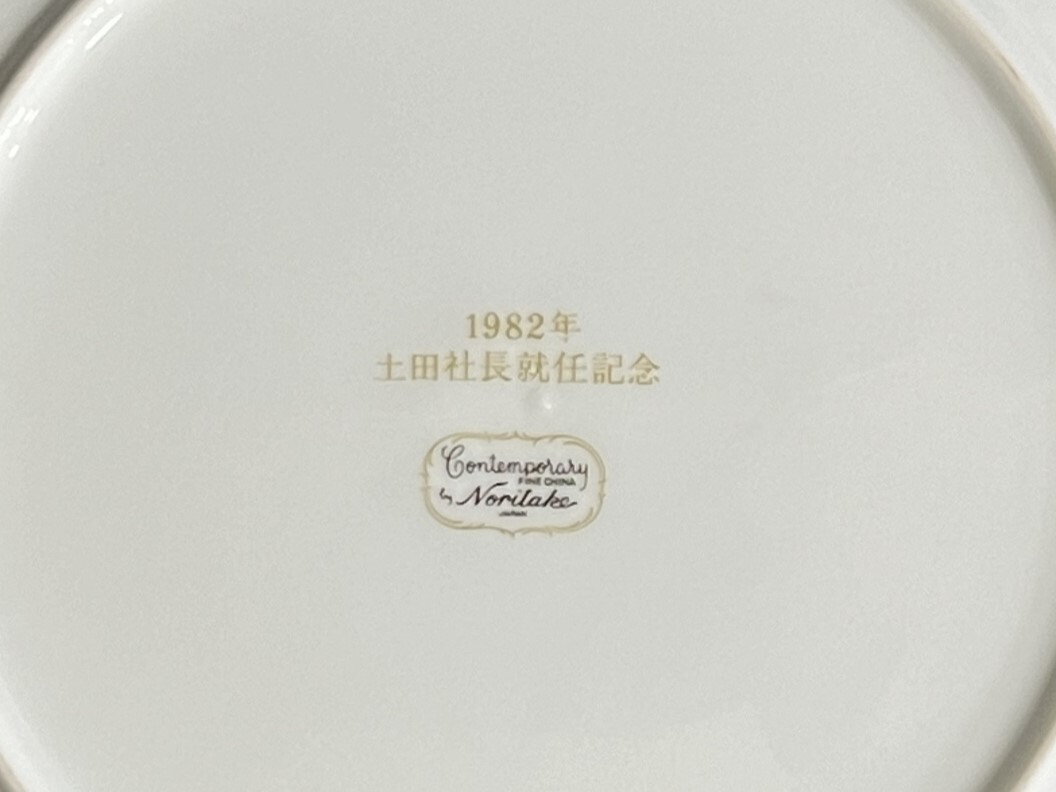 1982年
土田社長就任記念
Contemporary
FINE CHINA
by Noritake
JAPAN